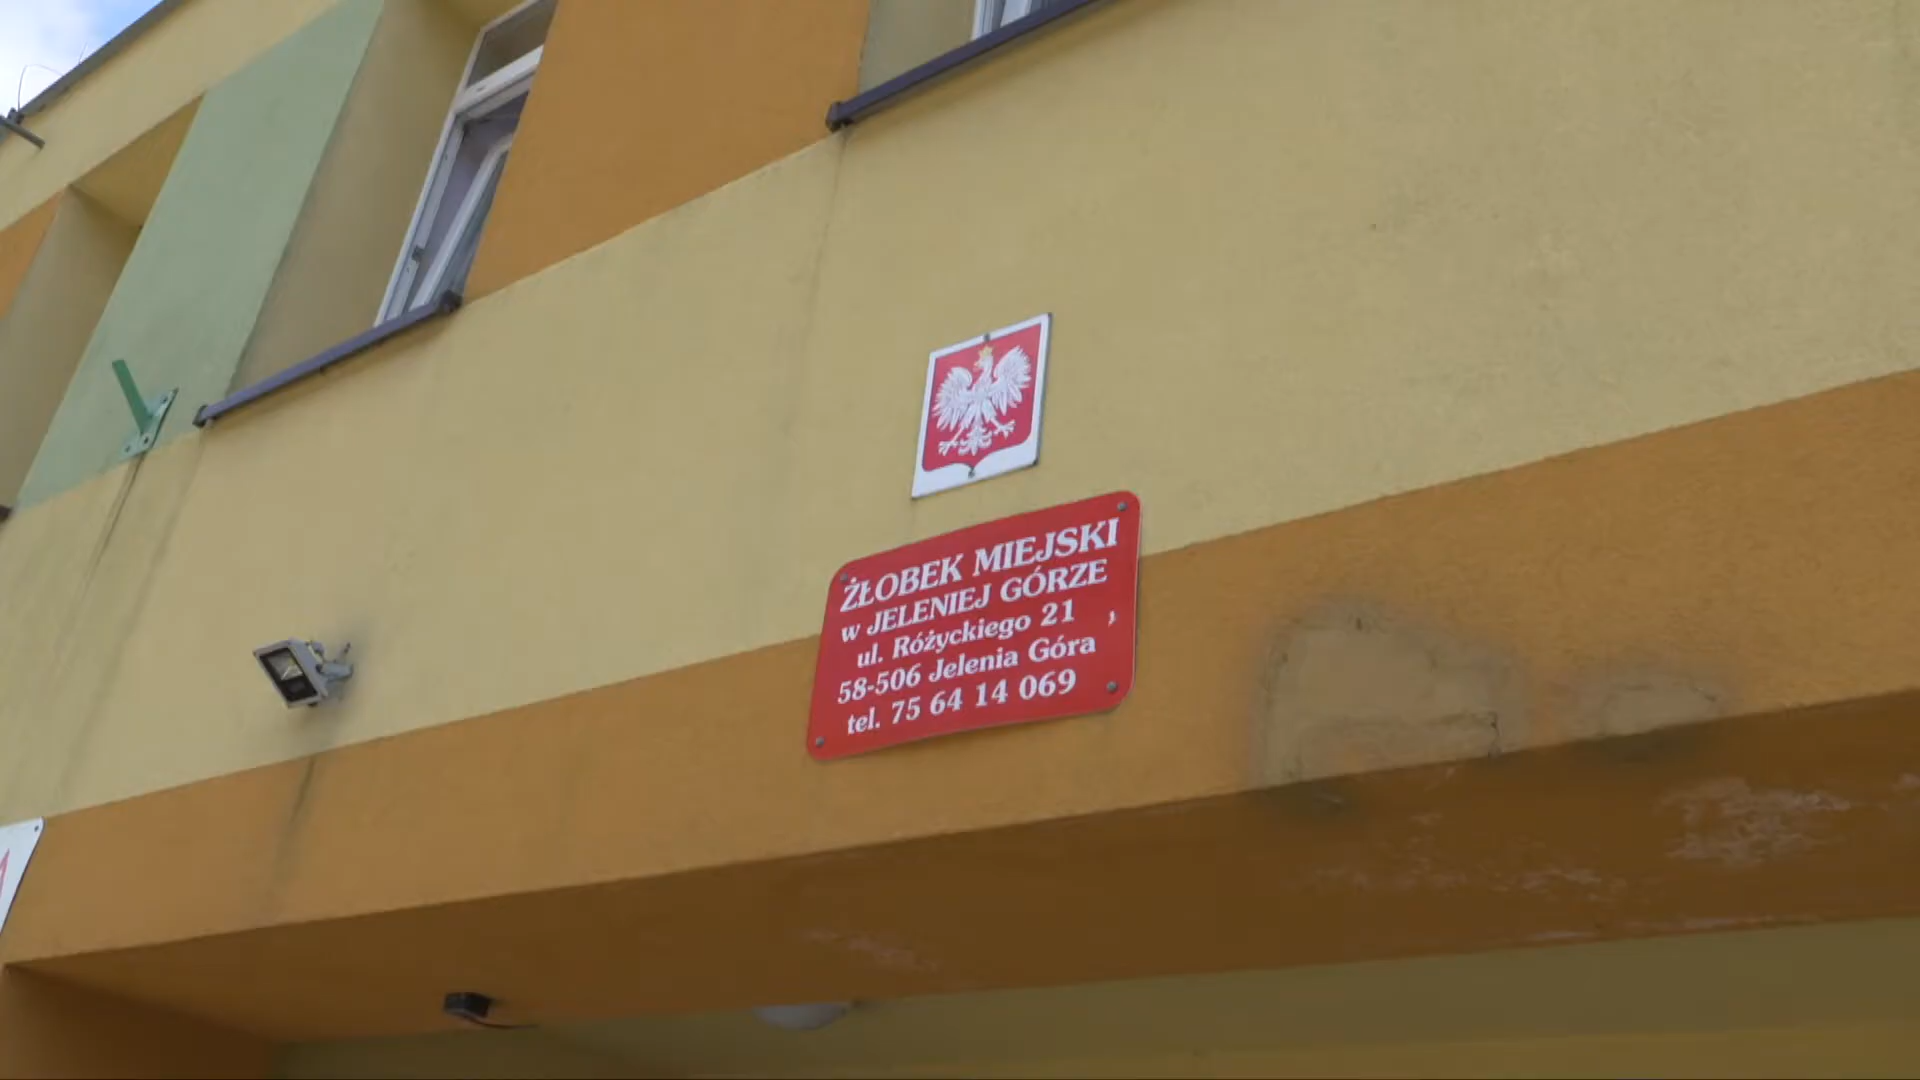 ŻŁOBEK MIEJSKI
w JELENIEJ GÓRZE
ul. Różyckiego 21
58-506 Jelenia Góra
tel. 75 64 14 069